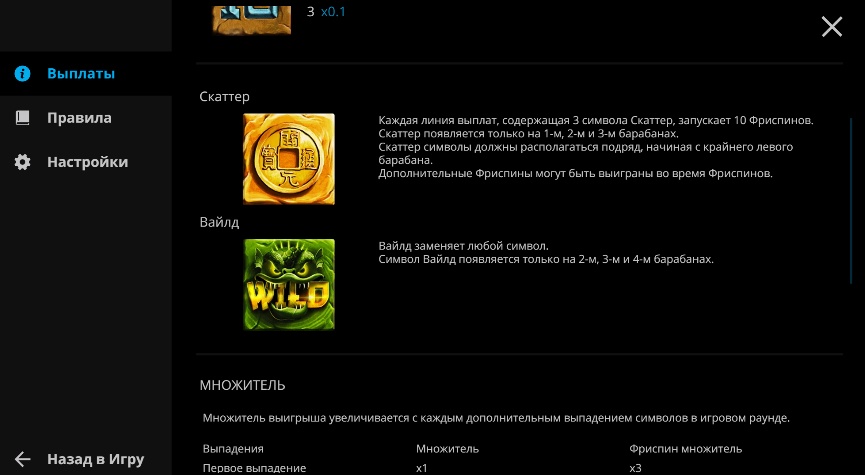 3 x0.1
Выплаты
Правила
Настройки
Назад в Игру
Скаттер
Каждая линия выплат, содержащая 3 символа Скаттер, запускает 10 Фриспинов.
Скаттер появляется только на 1-м, 2-м и 3-м барабанах.
Скаттер символы должны располагаться подряд, начиная с крайнего левого
барабана.
Дополнительные Фриспины могут быть выиграны во время Фриспинов.
Вайлд
WILD
Вайлд заменяет любой символ.
Символ Вайлд появляется только на 2-м, 3-м и 4-м барабанах.
МНОЖИТЕЛЬ
Множитель выигрыша увеличивается с каждым дополнительным выпадением символов в игровом раунде.
Выпадения Множитель Фриспин множитель
Первое выпадение x1 x3